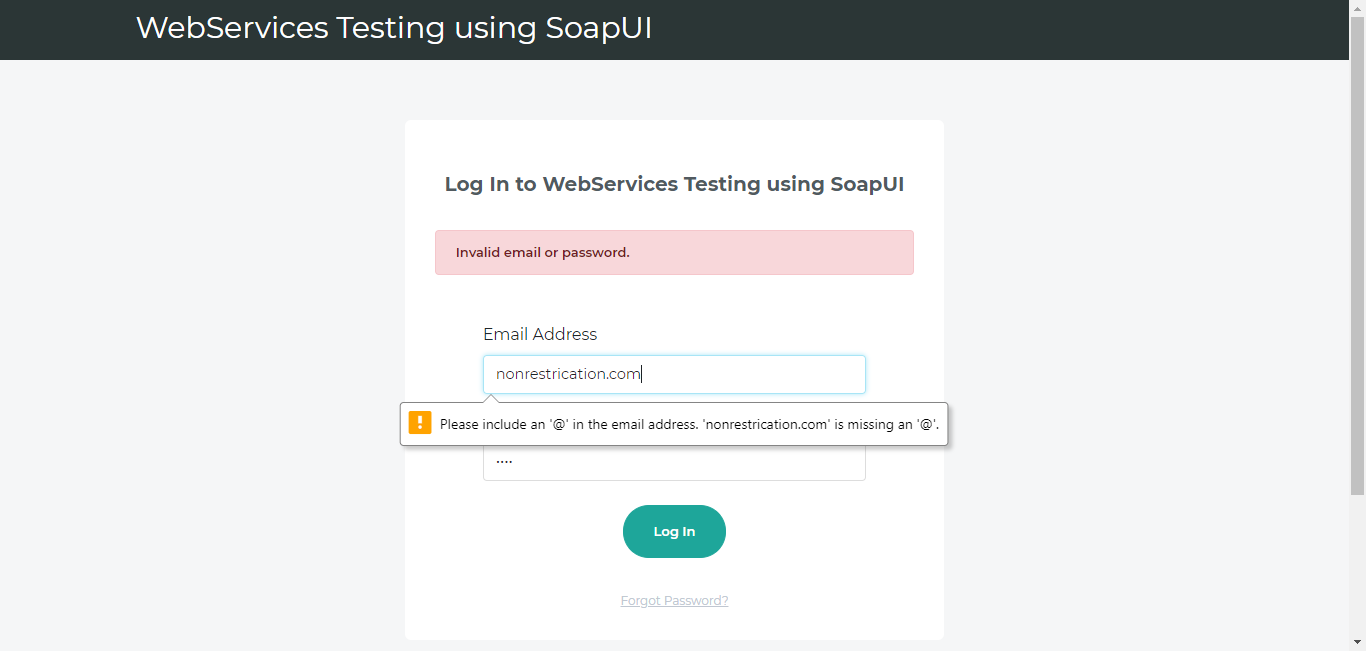 WebServices Testing using SoapUI
Log In to WebServices Testing using SoapUI
Invalid email or password.
Email Address
nonrestrication.com
Please include an '@' in the email address. 'nonrestrication.com' is missing an '@'.
....
Log In
Forgot Password?